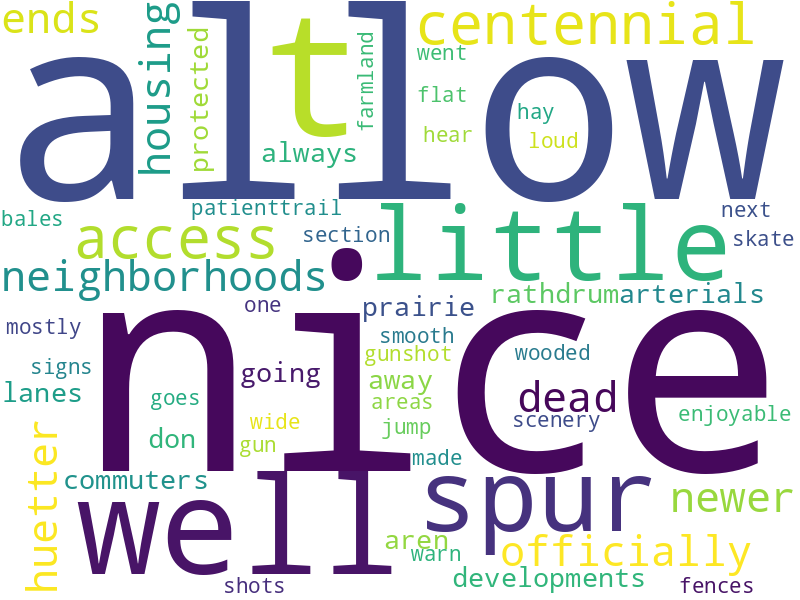 ends
allow
centennial
housing
protected
t
farmland
went
flat
hay
hear
loud
always
bales
patienttrail
little
next
access
section
skate
neighborhoods
nice
rathdrum
arterials
one
prairie
mostly
smooth
signs
gunshot
wooded
going
away
dead
lanes
goes
areas
scenery
enjoyable
wide
jump
don
gun
made
huetter
commuters
well
spur
newer
aren
officially
warn
developments
shots
fences